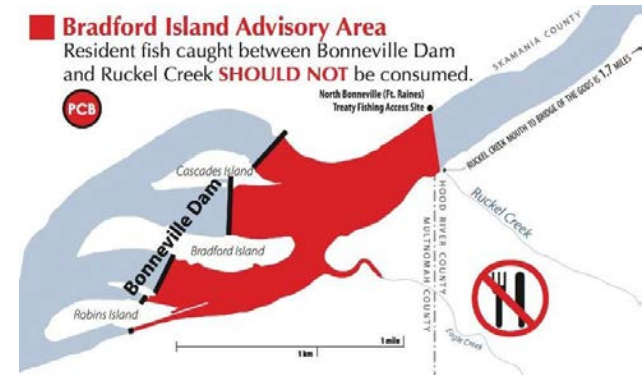 Bradford Island Advisory Area
Resident fish caught between Bonneville Dam
and Ruckel Creek SHOULD NOT be consumed.
PCB
North Bonneville (Ft. Raines)
Treaty Fishing Access Site
SKAMANIA COUNTY
RUCKEL CREEK MOUTH TO BRIDGE OF THE GODS IS 1.7 MILES
Cascades Island
Bonneville Dam
Bradford Island
Robins Island
Ruckel Creek
HOOD RIVER COUNTY
MULTNOMAH COUNTY
Eagle Creek
1 mile
1 km